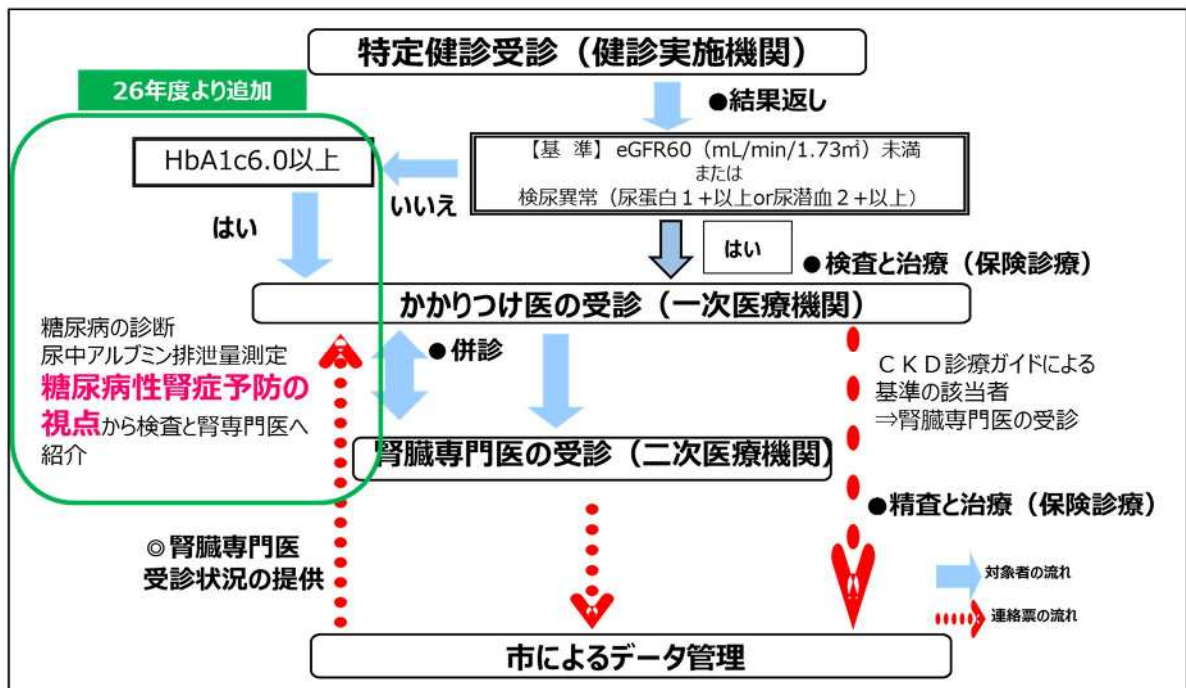 特定健診受診（健診実施機関）
26年度より追加
●結果返し
HbA1c6.0以上
【基 準】 eGFR60（mL/min/1.73㎡）未満
または
検尿異常（尿蛋白１+以上or尿潜血２+以上）
いいえ
はい
はい
●検査と治療（保険診療）
かかりつけ医の受診（一次医療機関）
糖尿病の診断
尿中アルブミン排泄量測定
糖尿病性腎症予防の
視点から検査と腎専門医へ
紹介
●併診
ＣＫＤ診療ガイドによる
基準の該当者
⇒腎臓専門医の受診
腎臓専門医の受診（二次医療機関）
●精査と治療（保険診療）
◎腎臓専門医
受診状況の提供
対象者の流れ
連絡票の流れ
市によるデータ管理